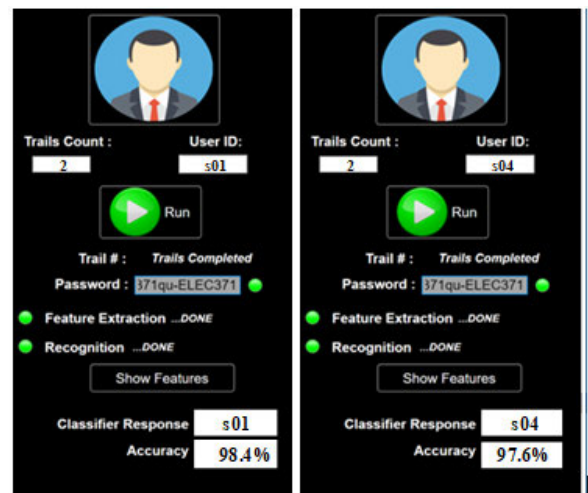 Trails Count : User ID:
2 s01
Run
Trail # : Trails Completed
Password : 371qu-ELEC371
Feature Extraction ...DONE
Recognition ...DONE
Show Features
Classifier Response s01
Accuracy 98.4%
Trails Count : User ID:
2 s04
Run
Trail # : Trails Completed
Password : 371qu-ELEC371
Feature Extraction ...DONE
Recognition ...DONE
Show Features
Classifier Response s04
Accuracy 97.6%